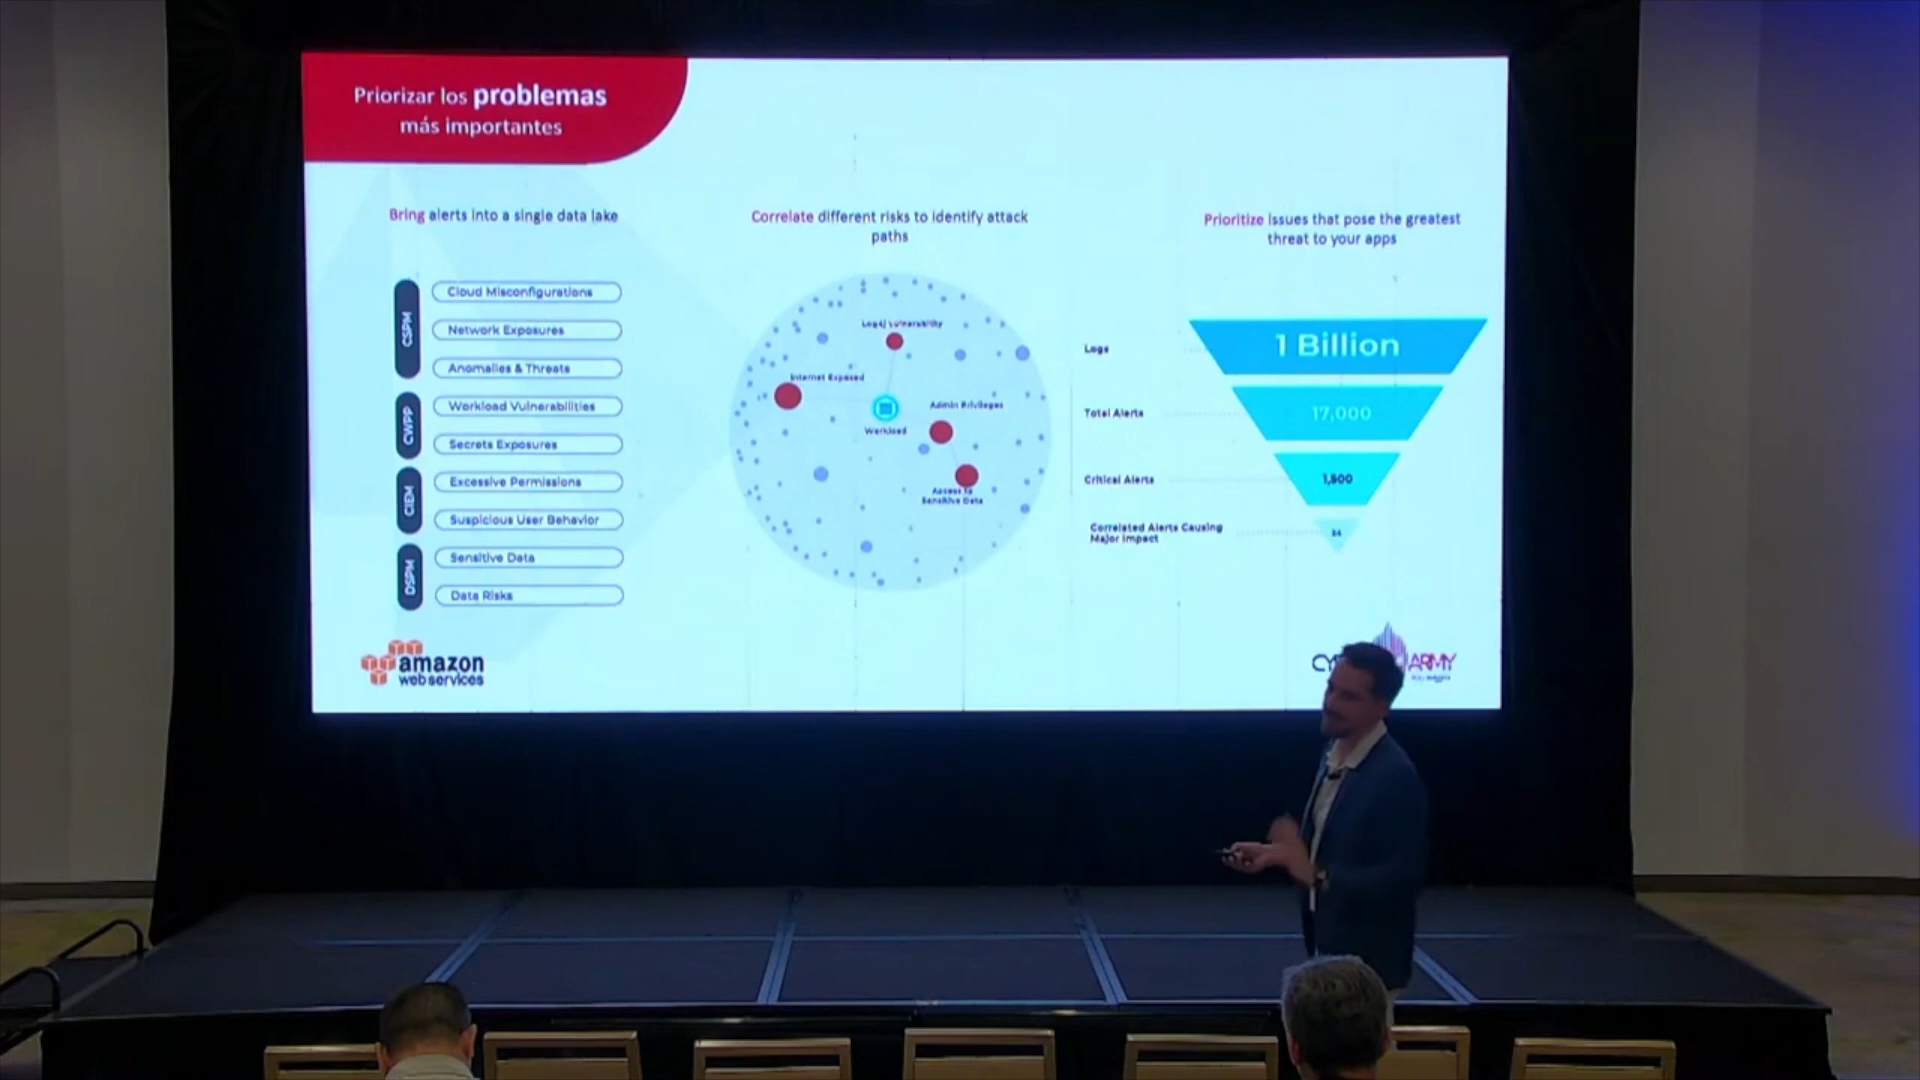 Priorizar los problemas
más importantes
Bring alerts into a single data lake
CSPM
Cloud Misconfigurations
Network Exposures
Anomalies & Threats
CWPP
Workload Vulnerabilities
Secrets Exposures
CIEM
Excessive Permissions
Suspicious User Behavior
DSPM
Sensitive Data
Data Risks
Correlate different risks to identify attack
paths
Log4j Vulnerability
Internet Exposed
Workload
Admin Privileges
Access to
Sensitive Data
Prioritize issues that pose the greatest
threat to your apps
Logs
1 Billion
Total Alerts
17,000
Critical Alerts
1,500
Correlated Alerts Causing
Major Impact
amazon
web services
ARMY